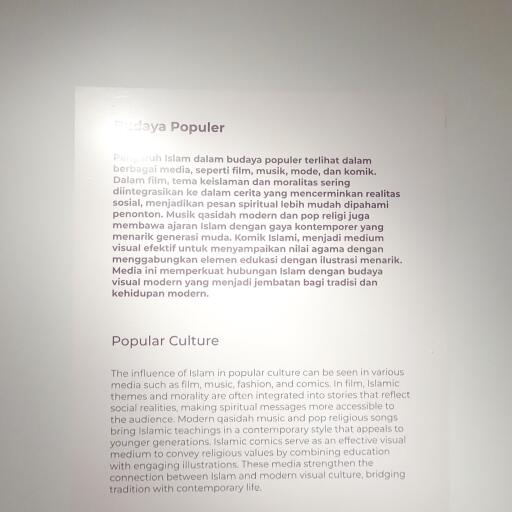 Budaya Populer
Pengaruh Islam dalam budaya populer terlihat dalam
berbagai media, seperti film, musik, mode, dan komik.
Dalam film, tema keislaman dan moralitas sering
diintegrasikan ke dalam cerita yang mencerminkan realitas
sosial, menjadikan pesan spiritual lebih mudah dipahami
penonton. Musik qasidah modern dan pop religi juga
membawa ajaran Islam dengan gaya kontemporer yang
menarik generasi muda. Komik Islami, menjadi medium
visual efektif untuk menyampaikan nilai agama dengan
menggabungkan elemen edukasi dengan ilustrasi menarik.
Media ini memperkuat hubungan Islam dengan budaya
visual modern yang menjadi jembatan bagi tradisi dan
kehidupan modern.
Popular Culture
The influence of Islam in popular culture can be seen in various
media such as film, music, fashion, and comics. In film, Islamic
themes and morality are often integrated into stories that reflect
social realities, making spiritual messages more accessible to
the audience. Modern qasidah music and pop religious songs
bring Islamic teachings in a contemporary style that appeals to
younger generations. Islamic comics serve as an effective visual
medium to convey religious values by combining education
with engaging illustrations. These media strengthen the
connection between Islam and modern visual culture, bridging
tradition with contemporary life.